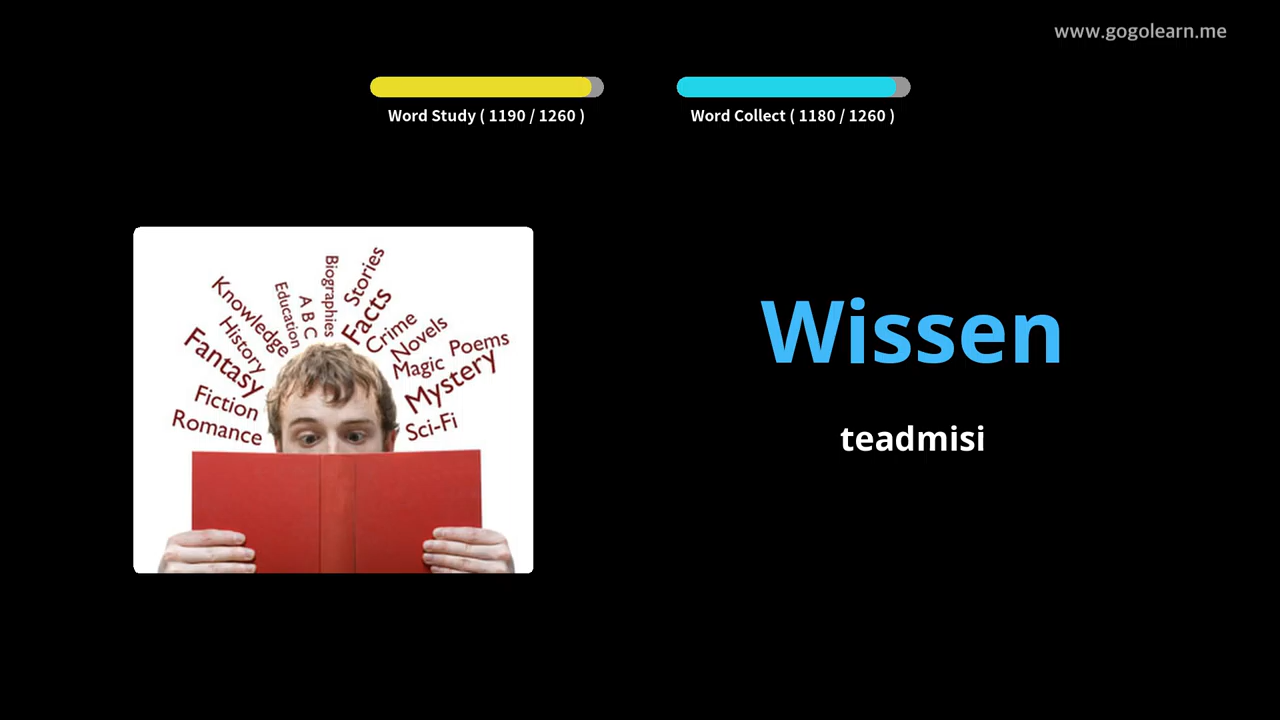 www.gogolearn.me
Word Study ( 1190 / 1260 )
Word Collect ( 1180 / 1260 )
Biographies
Stories
Knowledge
Education
A B C
Facts
History
Crime
Novels
Fantasy
Magic
Poems
Mystery
Fiction
Romance
Sci-Fi
Wissen
teadmisi